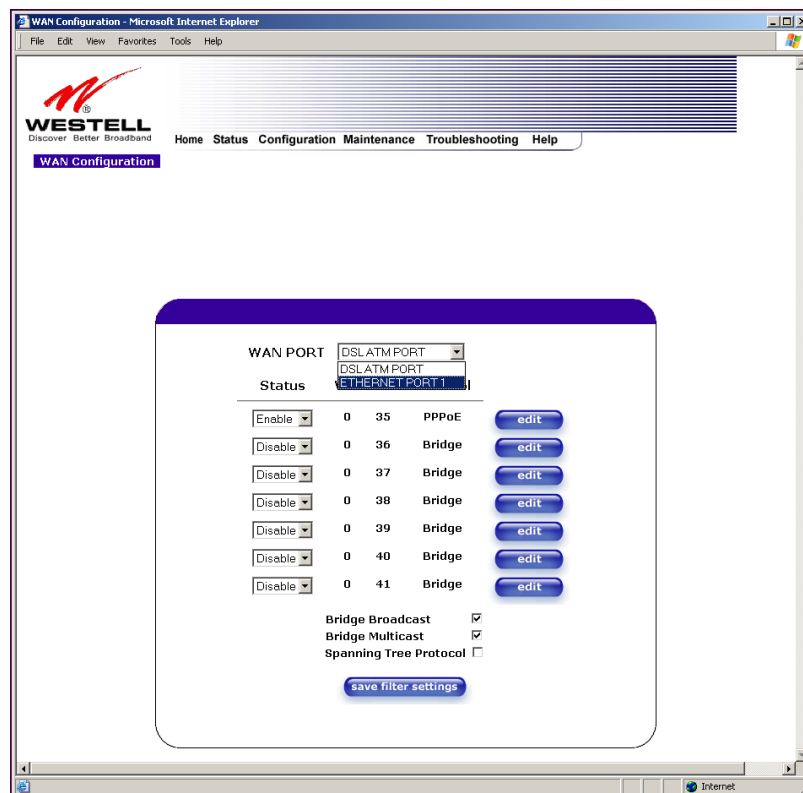 WAN Configuration - Microsoft Internet Explorer
File Edit View Favorites Tools Help
WESTELL
®
Discover Better Broadband
Home Status Configuration Maintenance Troubleshooting Help
WAN Configuration
WAN PORT DSL ATM PORT
DSL ATM PORT
ETHERNET PORT 1
Status
Enable 0 35 PPPoE edit
Disable 0 36 Bridge edit
Disable 0 37 Bridge edit
Disable 0 38 Bridge edit
Disable 0 39 Bridge edit
Disable 0 40 Bridge edit
Disable 0 41 Bridge edit
Bridge Broadcast
Bridge Multicast
Spanning Tree Protocol
save filter settings
Internet